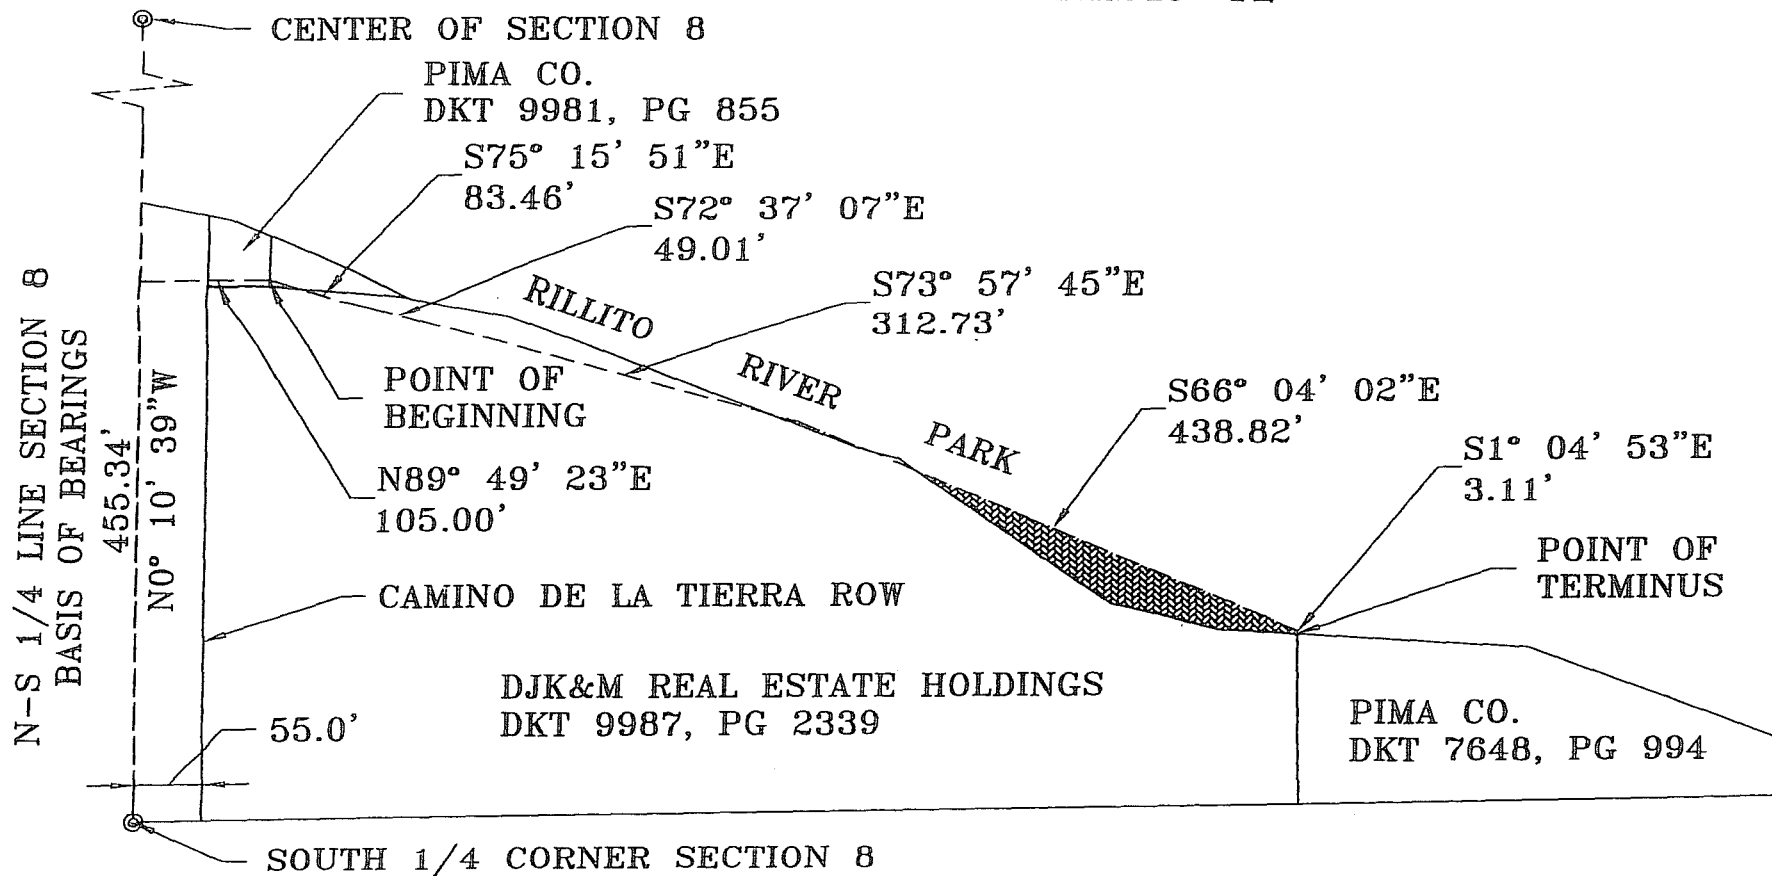 CENTER OF SECTION 8
PIMA CO.
DKT 9981, PG 855
S75° 15' 51"E
83.46'
S72° 37' 07"E
49.01'
S73° 57' 45"E
312.73'
RILLITO
RIVER
PARK
S66° 04' 02"E
438.82'
S1° 04' 53"E
3.11'
POINT OF
TERMINUS
POINT OF
BEGINNING
N89° 49' 23"E
105.00'
N-S 1/4 LINE SECTION 8
BASIS OF BEARINGS
455.34'
N0° 10' 39"W
CAMINO DE LA TIERRA ROW
DJK&M REAL ESTATE HOLDINGS
DKT 9987, PG 2339
55.0'
PIMA CO.
DKT 7648, PG 994
SOUTH 1/4 CORNER SECTION 8